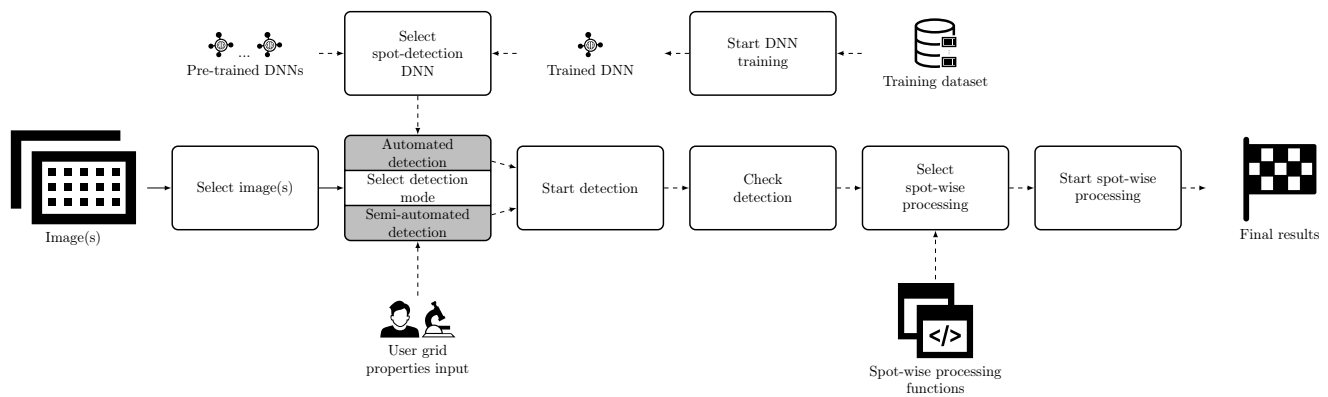 Select
spot-detection
DNN
...
Pre-trained DNNs
Trained DNN
Start DNN
training
Training dataset
Image(s)
Select image(s)
Automated
detection
Select detection
mode
Semi-automated
detection
Start detection
Check
detection
Select
spot-wise
processing
Start spot-wise
processing
Final results
User grid
properties input
</>
Spot-wise processing
functions